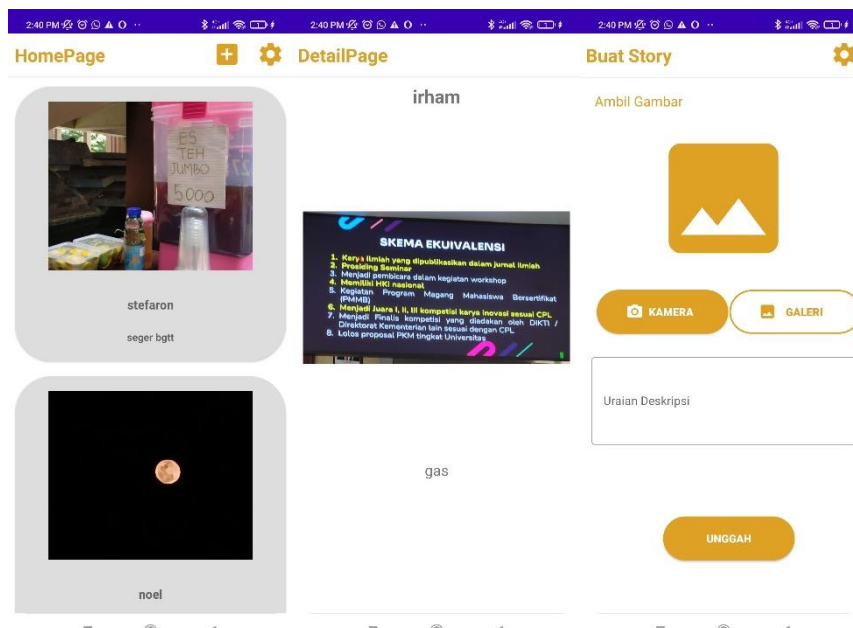 2:40 PM
HomePage
ES
TEH
JUMBO
5000
stefaron
seger bgtt
noel
2:40 PM
DetailPage
irham
SKEMA EKUIVALENSI
1. Karya ilmiah yang dipublikasikan dalam jurnal ilmiah
2. Prosiding Seminar
3. Menjadi pembicara dalam kegiatan workshop
4. Memiliki HKI nasional
5. Kegiatan Program Magang Mahasiswa Bersertifikat
(PMMB)
6. Menjadi Juara I, II, III kompetisi karya inovasi sesuai CPL
7. Menjadi Finalis kompetisi yang diadakan oleh DIKTI /
Direktorat Kementerian lain sesuai dengan CPL
8. Lolos proposal PKM tingkat Universitas
gas
2:40 PM
Buat Story
Ambil Gambar
KAMERA
GALERI
Uraian Deskripsi
UNGGAH